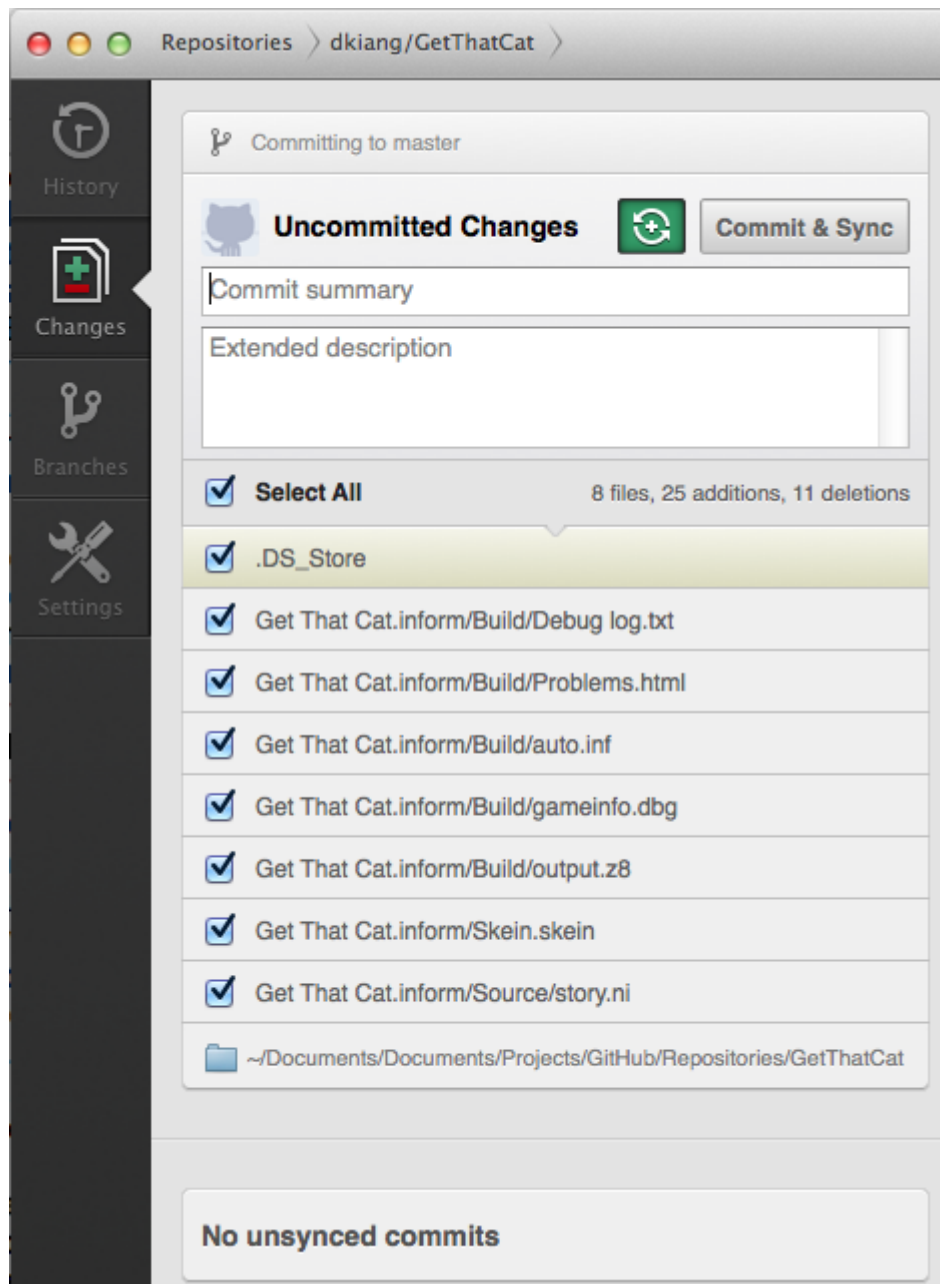 Repositories dkiang/GetThatCat
History
Committing to master
Uncommitted Changes
Commit & Sync
Commit summary
Changes
Extended description
Branches
Select All 8 files, 25 additions, 11 deletions
.DS_Store
Settings
Get That Cat.inform/Build/Debug log.txt
Get That Cat.inform/Build/Problems.html
Get That Cat.inform/Build/auto.inf
Get That Cat.inform/Build/gameinfo.dbg
Get That Cat.inform/Build/output.z8
Get That Cat.inform/Skein.skein
Get That Cat.inform/Source/story.ni
~/Documents/Documents/Projects/GitHub/Repositories/GetThatCat
No unsynced commits